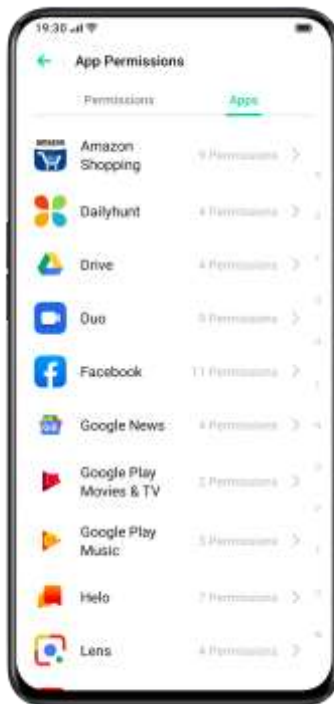 19:30
App Permissions
Permissions
Apps
Amazon
Shopping
9 Permissions
Dailyhunt
4 Permissions
Drive
4 Permissions
Duo
Permissions
Facebook
11 Permissions
Google News
4 Permissions
Google Play
Movies & TV
2 Permissions
Google Play
Music
Permissions
Helo
7 Permissions
Lens
4 Permissions